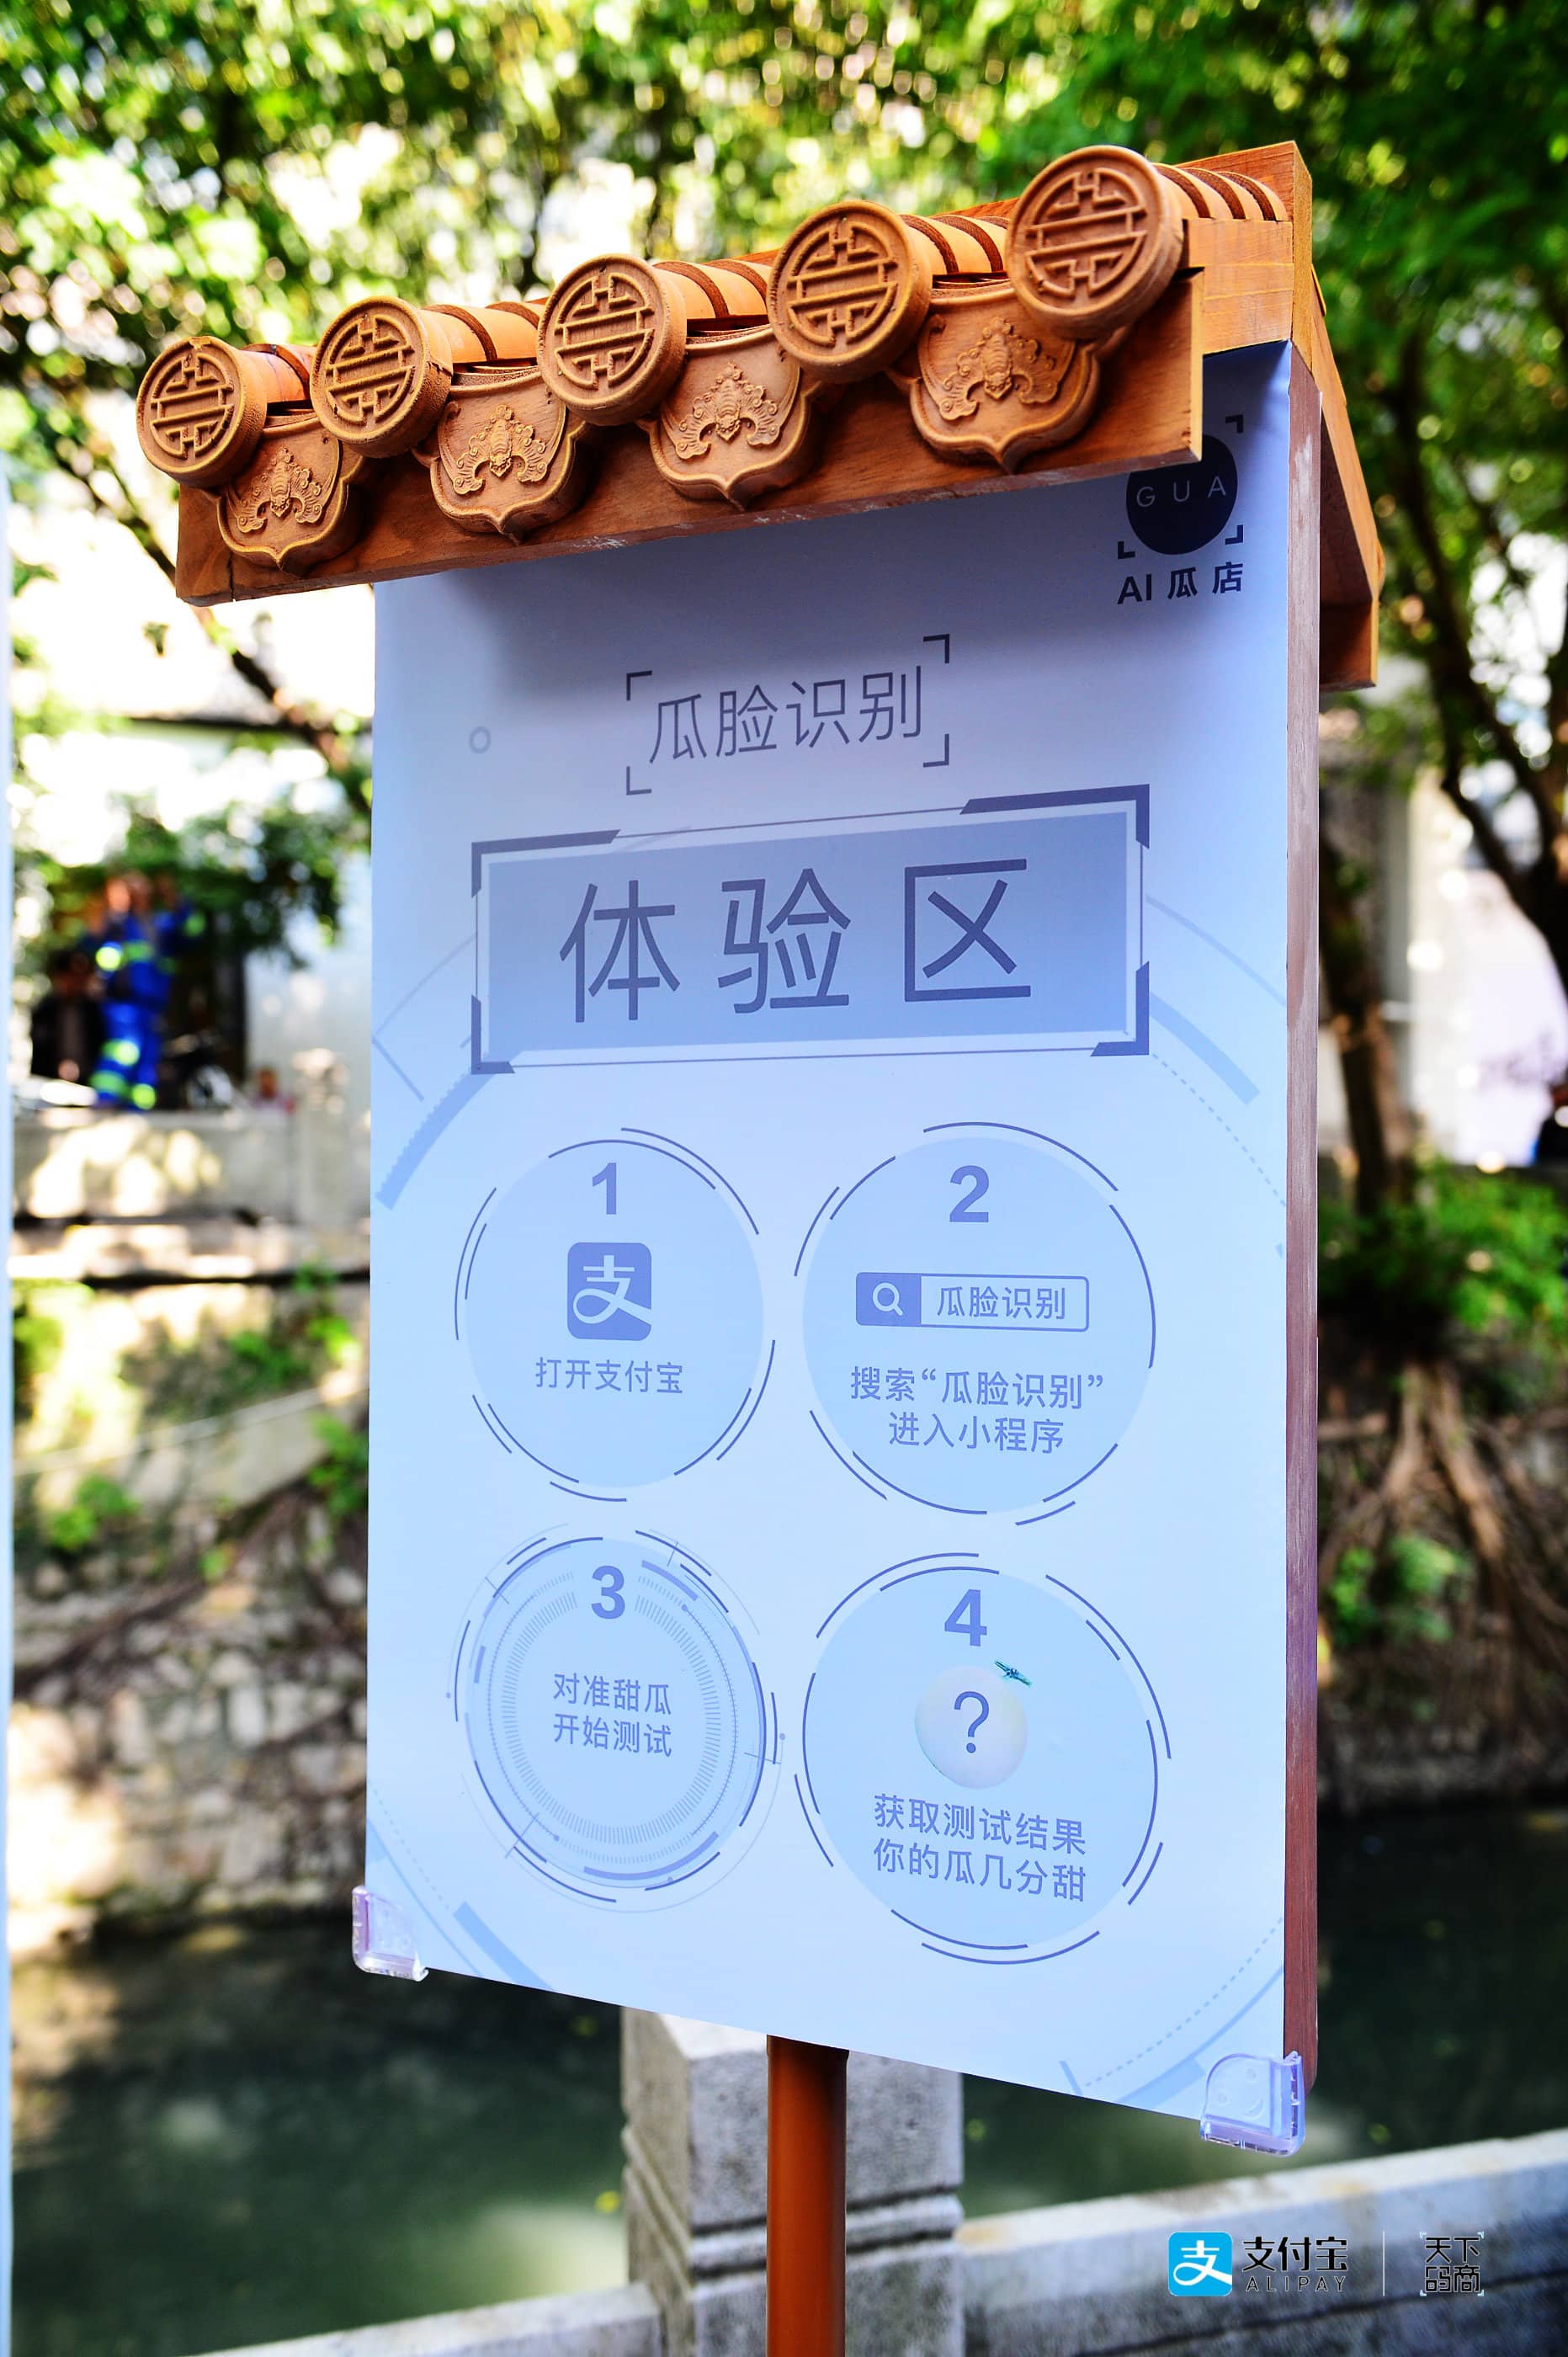 GUA
AI 瓜店
瓜脸识别
体验区
1
支
打开支付宝
2
瓜脸识别
搜索“瓜脸识别”
进入小程序
3
对准甜瓜
开始测试
4
?
获取测试结果
你的瓜几分甜
支 支付宝
ALIPAY
天下
码商